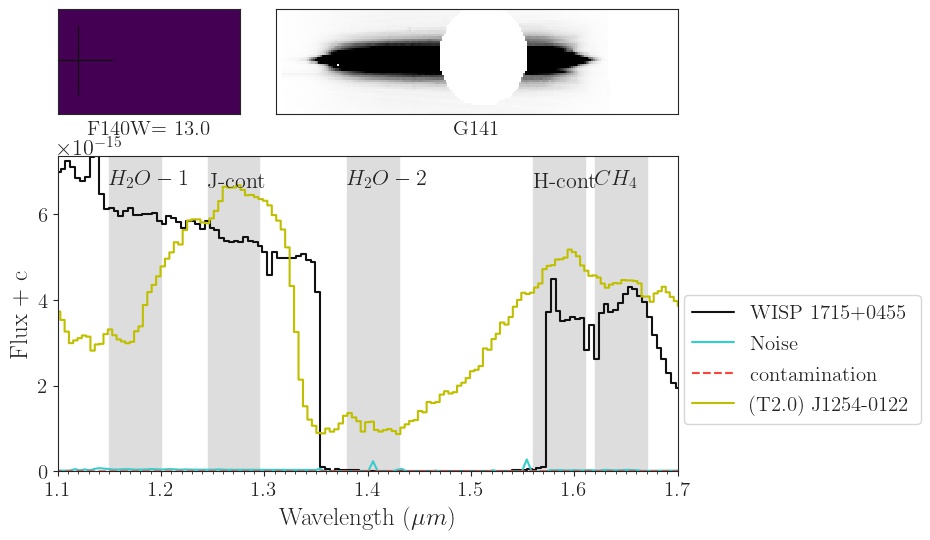 F140W= 13.0
G141
×10−15
H2O − 1
J-cont
H2O − 2
H-cont
CH4
6
4
2
0
Flux + c
1.1
1.2
1.3
1.4
1.5
1.6
1.7
Wavelength (μm)
WISP 1715+0455
Noise
contamination
(T2.0) J1254-0122